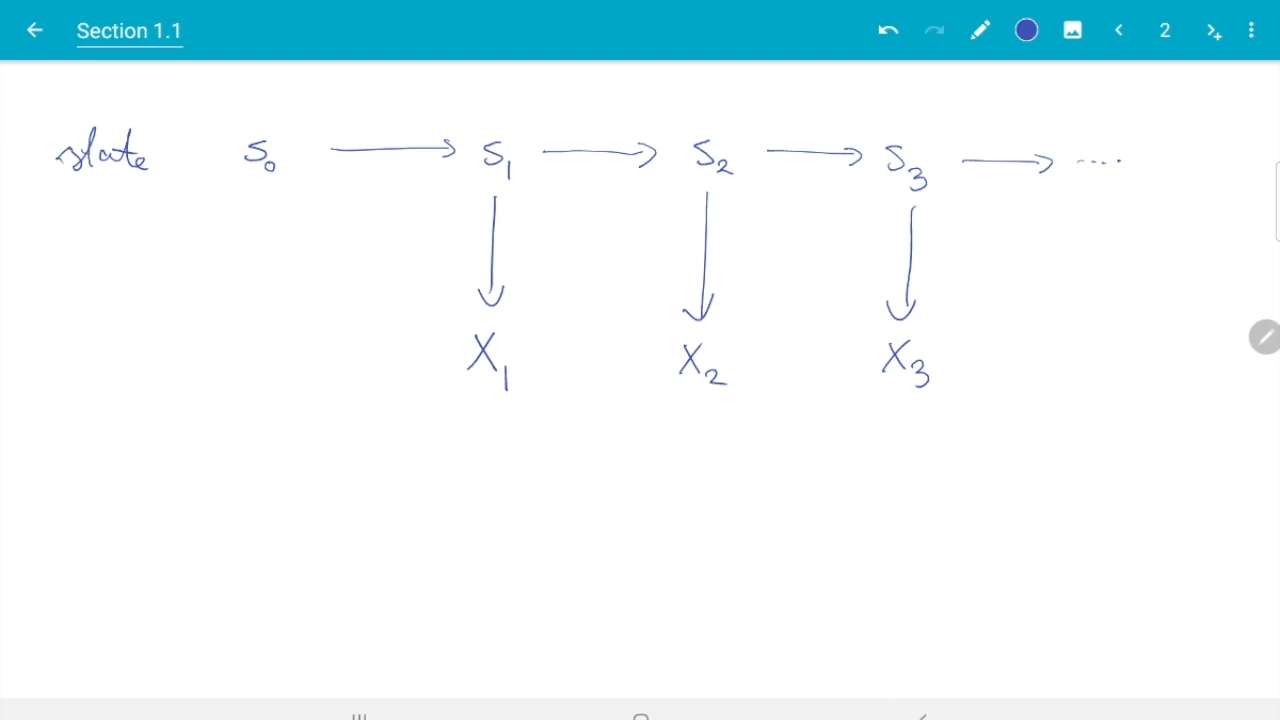 Section 1.1
2
state S₀ → S₁ → S₂ → S₃ → ....
X₁ X₂ X₃